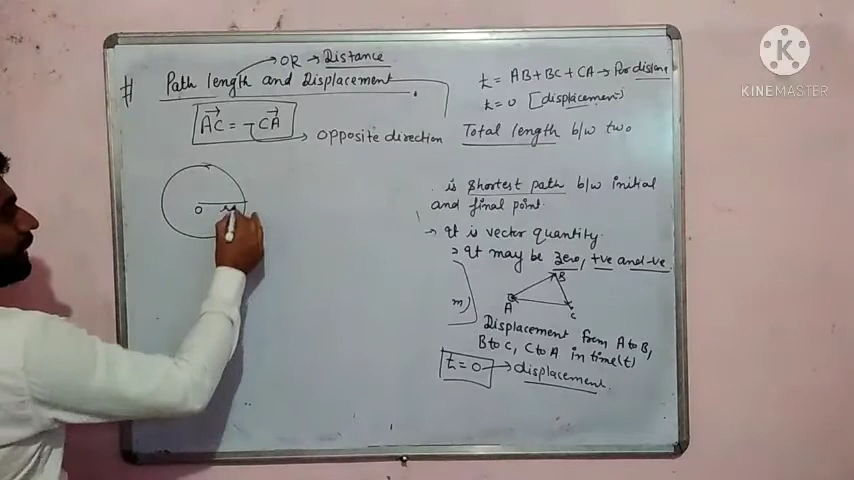 → OR → Distance
# Path length and Displacement.
AC = - CA
→ opposite direction
O
t = AB + BC + CA → For distance
t = 0 [displacement)
Total length b/w two
is shortest path b/w initial
and final point.
→ It is vector quantity.
→ It may be zero, +ve and -ve
m)
B
A
C
Displacement from A to B,
B to C, C to A in time (t)
t = 0 → displacement.
K
KINEMASTER